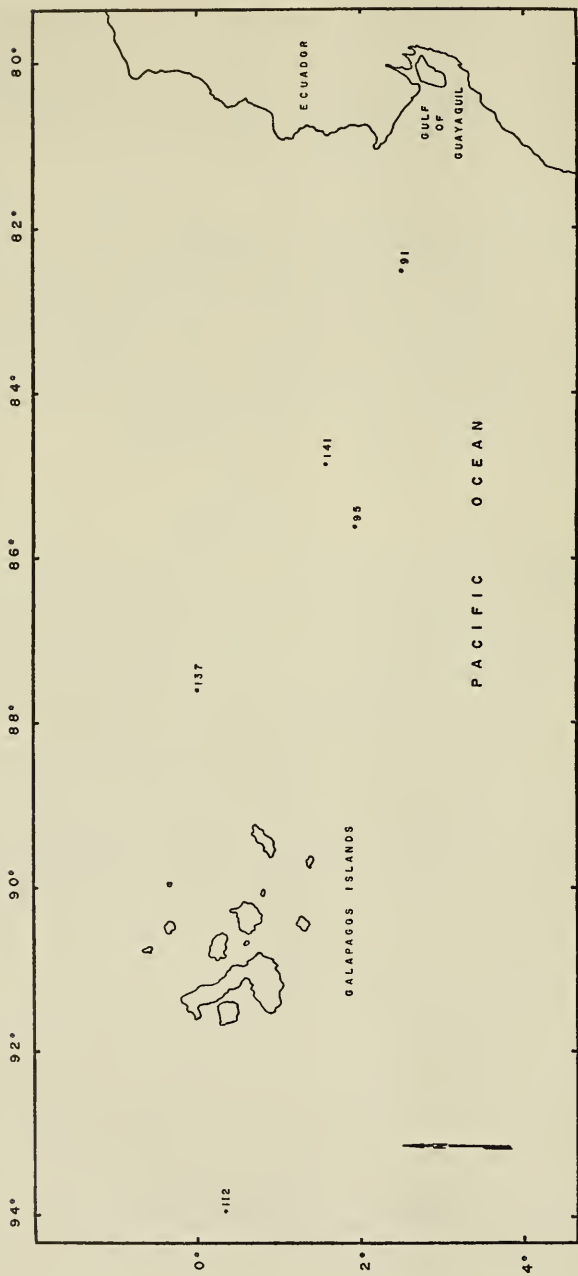 94° 92° 90° 88° 86° 84° 82° 80°
0°
2°
4°
ECUADOR
GULF
OF
GUAYAQUIL
GALAPAGOS ISLANDS
PACIFIC OCEAN
112
137
141
95
91
N